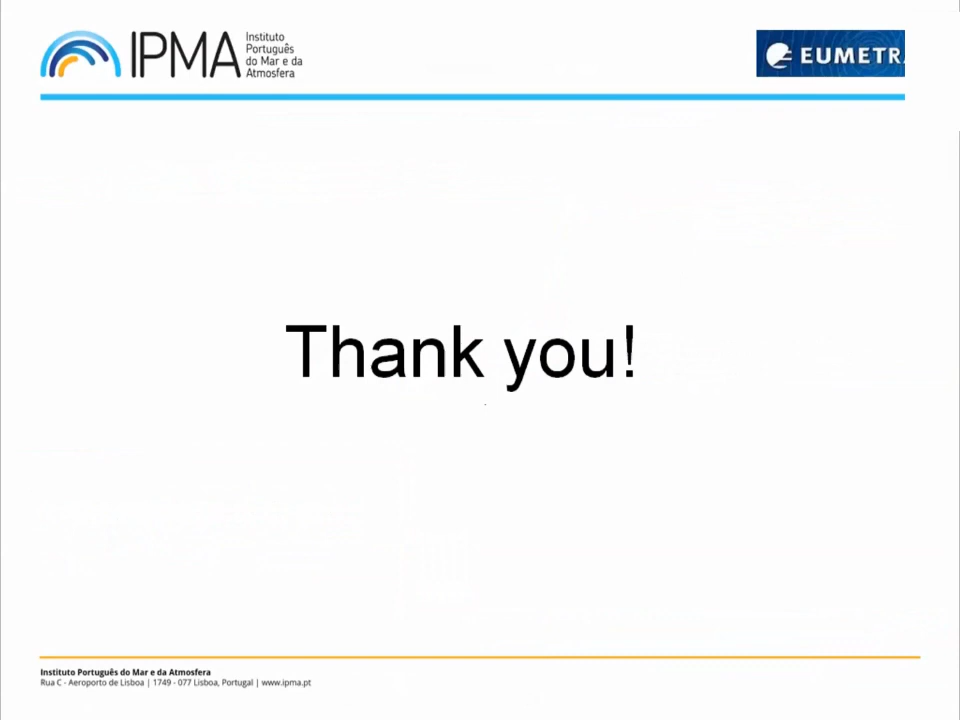 IPMA
Instituto
Português
do Mar e da
Atmosfera
EUMETR
Thank you!
Instituto Português do Mar e da Atmosfera
Rua C - Aeroporto de Lisboa | 1749 - 077 Lisboa, Portugal | www.ipma.pt